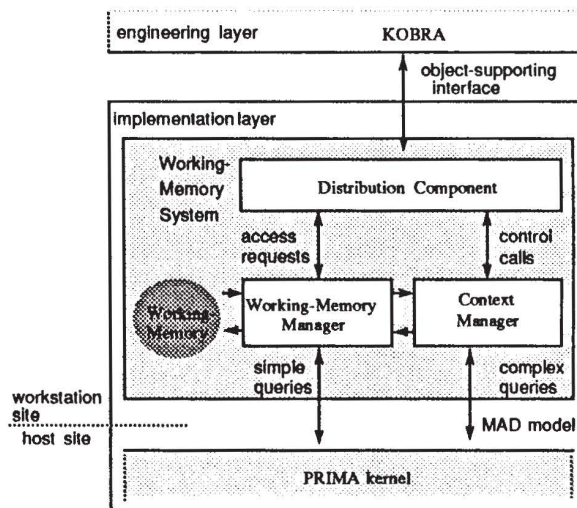 engineering layer
KOBRA
object-supporting
interface
implementation layer
Working-
Memory
System
Distribution Component
access
requests
control
calls
Working-
Memory
Working-Memory
Manager
Context
Manager
simple
queries
complex
queries
workstation
site
host site
MAD model
PRIMA kernel